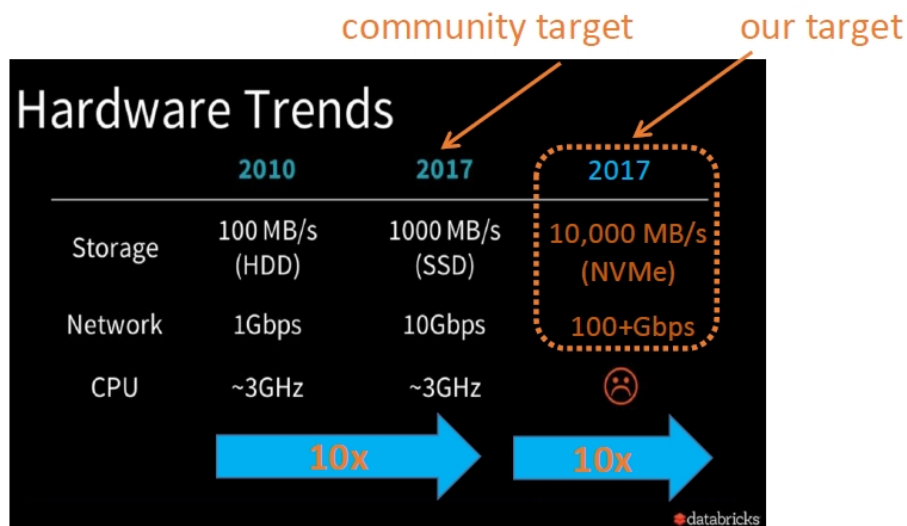 community target
our target
Hardware Trends
2010 2017 2017
Storage 100 MB/s (HDD) 1000 MB/s (SSD) 10,000 MB/s (NVMe)
Network 1Gbps 10Gbps 100+Gbps
CPU ~3GHz ~3GHz
10x 10x
databricks